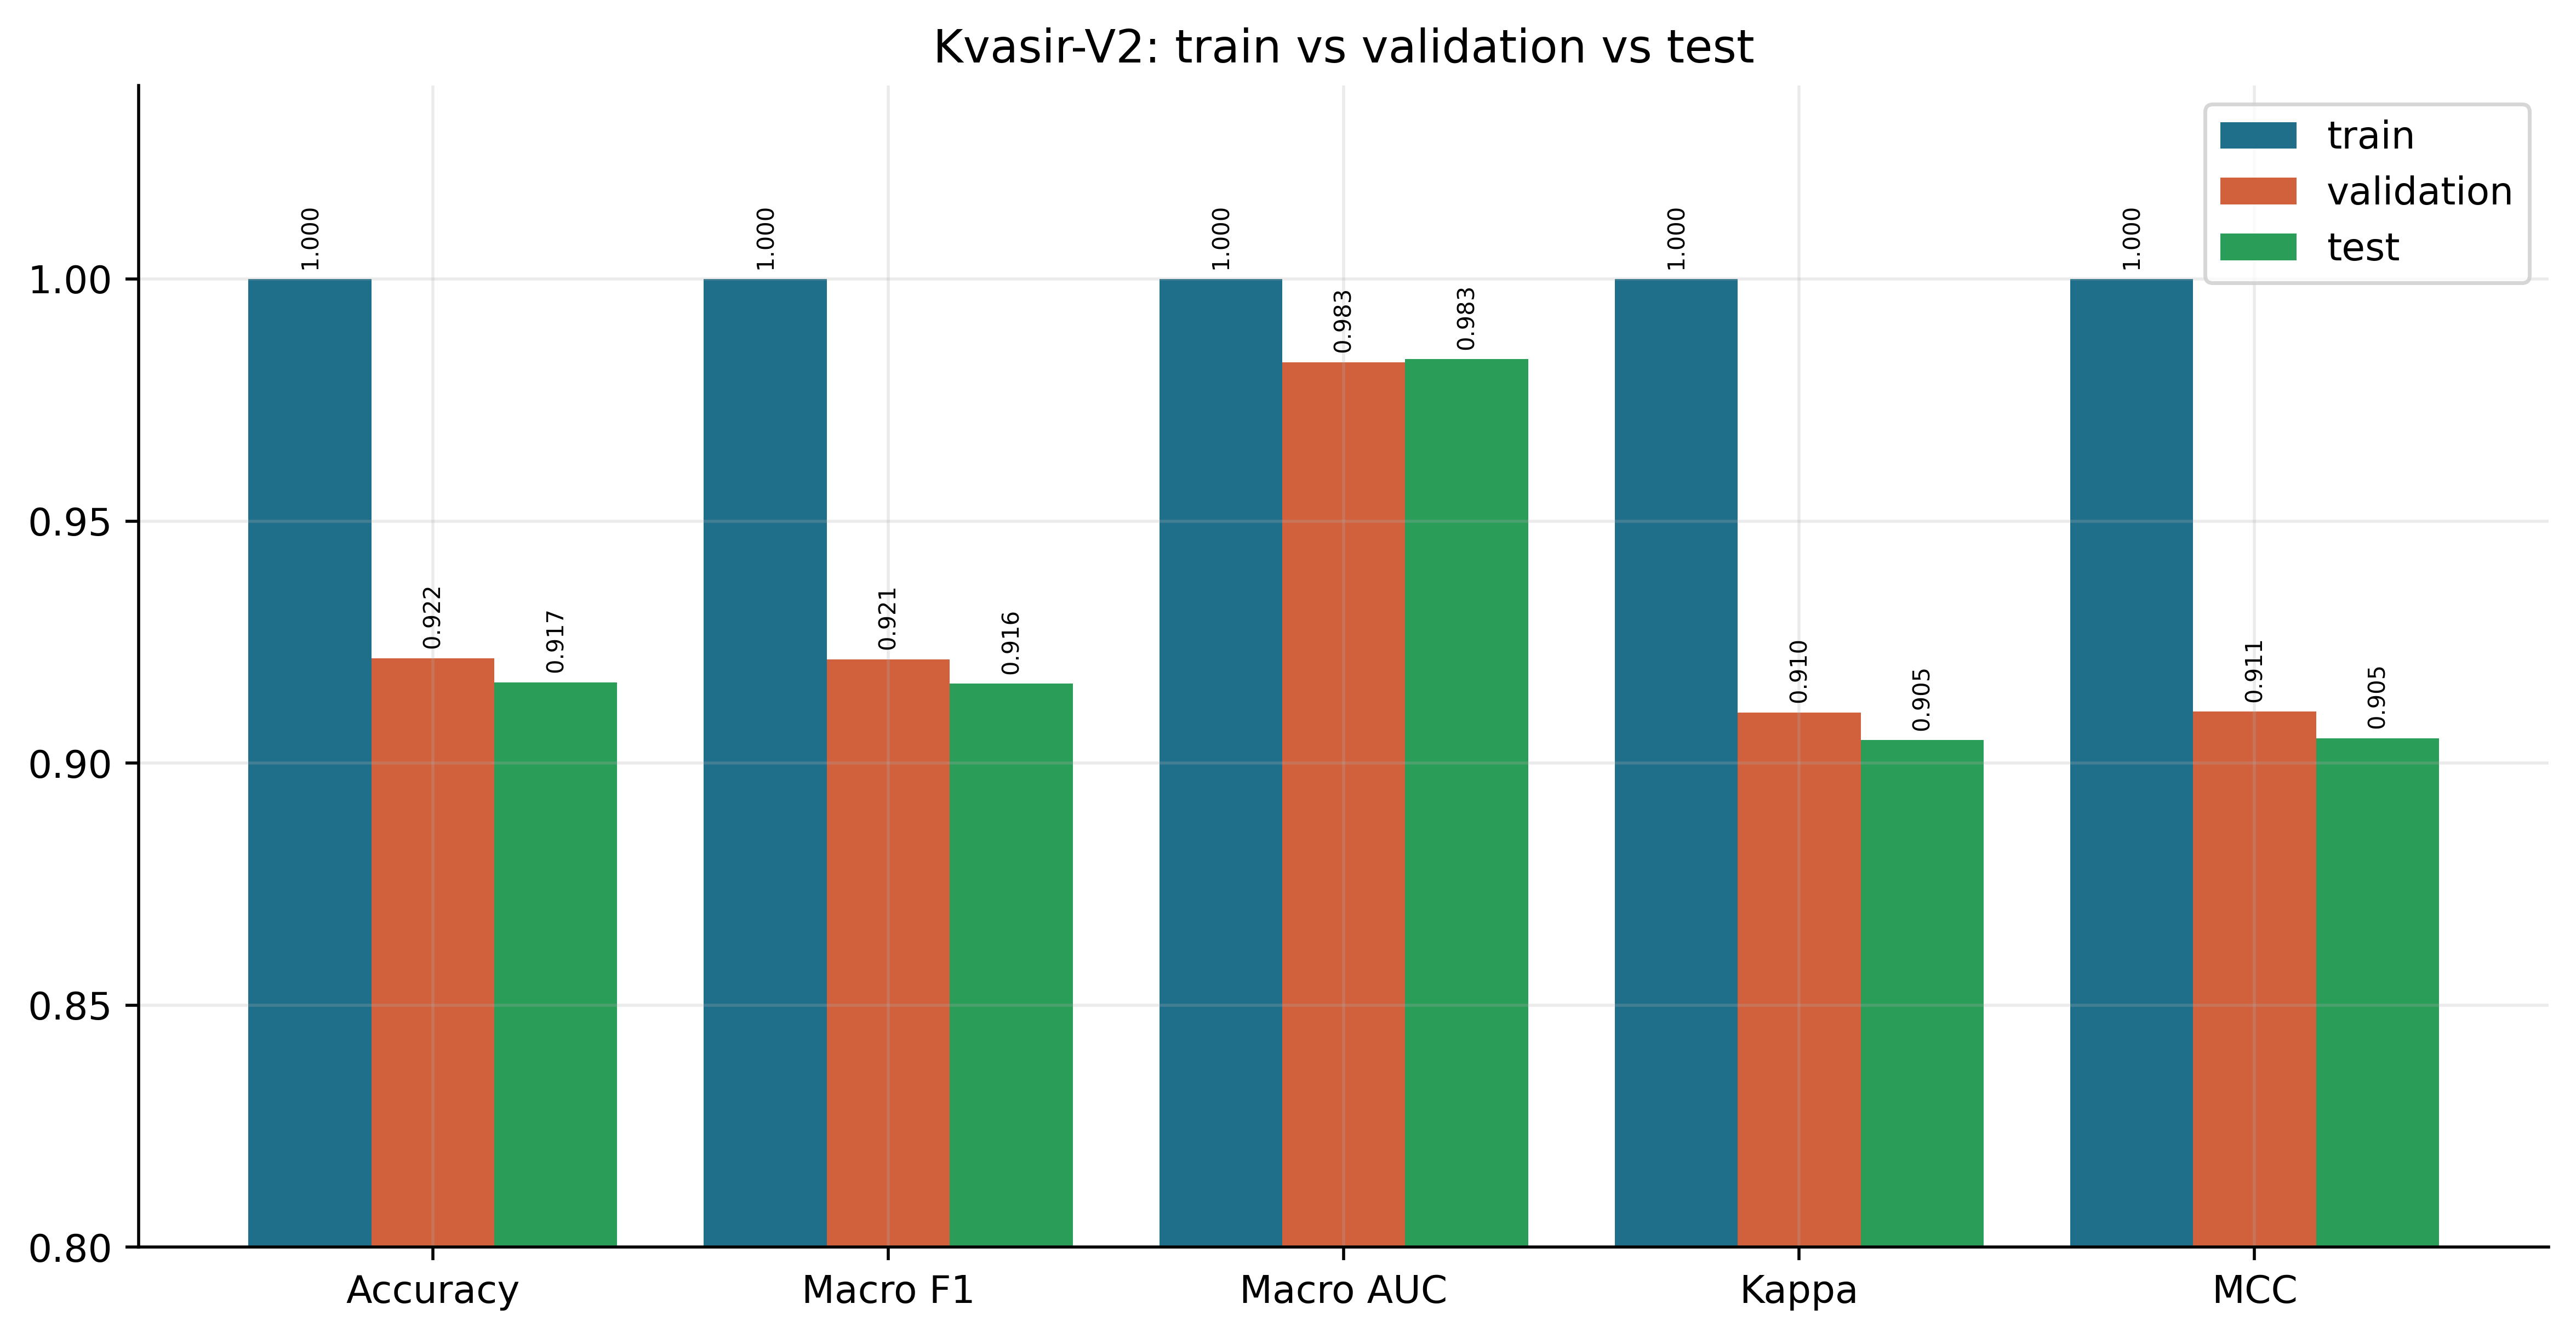 Kvasir-V2: train vs validation vs test
train
validation
test
1.000
1.000
1.000
1.000
1.000
1.00
0.983
0.983
0.95
0.922
0.917
0.921
0.916
0.910
0.905
0.911
0.905
0.90
0.85
0.80
Accuracy
Macro F1
Macro AUC
Kappa
MCC